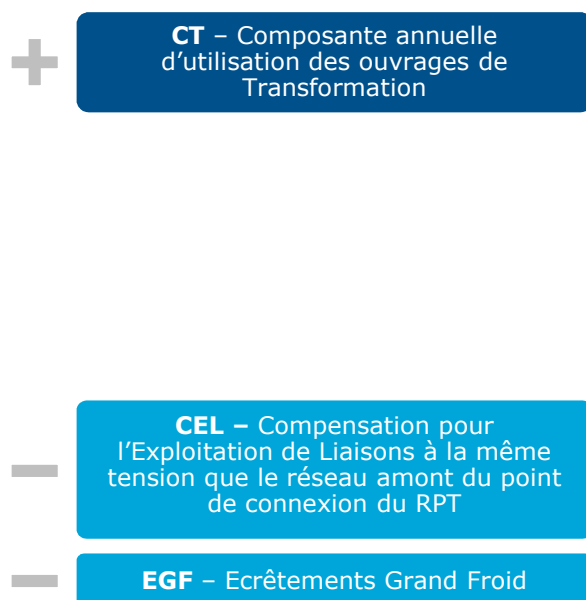 CT – Composante annuelle
d’utilisation des ouvrages de
Transformation
CEL – Compensation pour
l’Exploitation de Liaisons à la même
tension que le réseau amont du point
de connexion du RPT
EGF – Ecrêtements Grand Froid